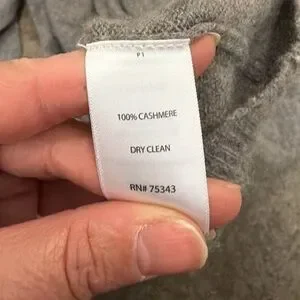 P1
100% CASHMERE
DRY CLEAN
RN# 75343